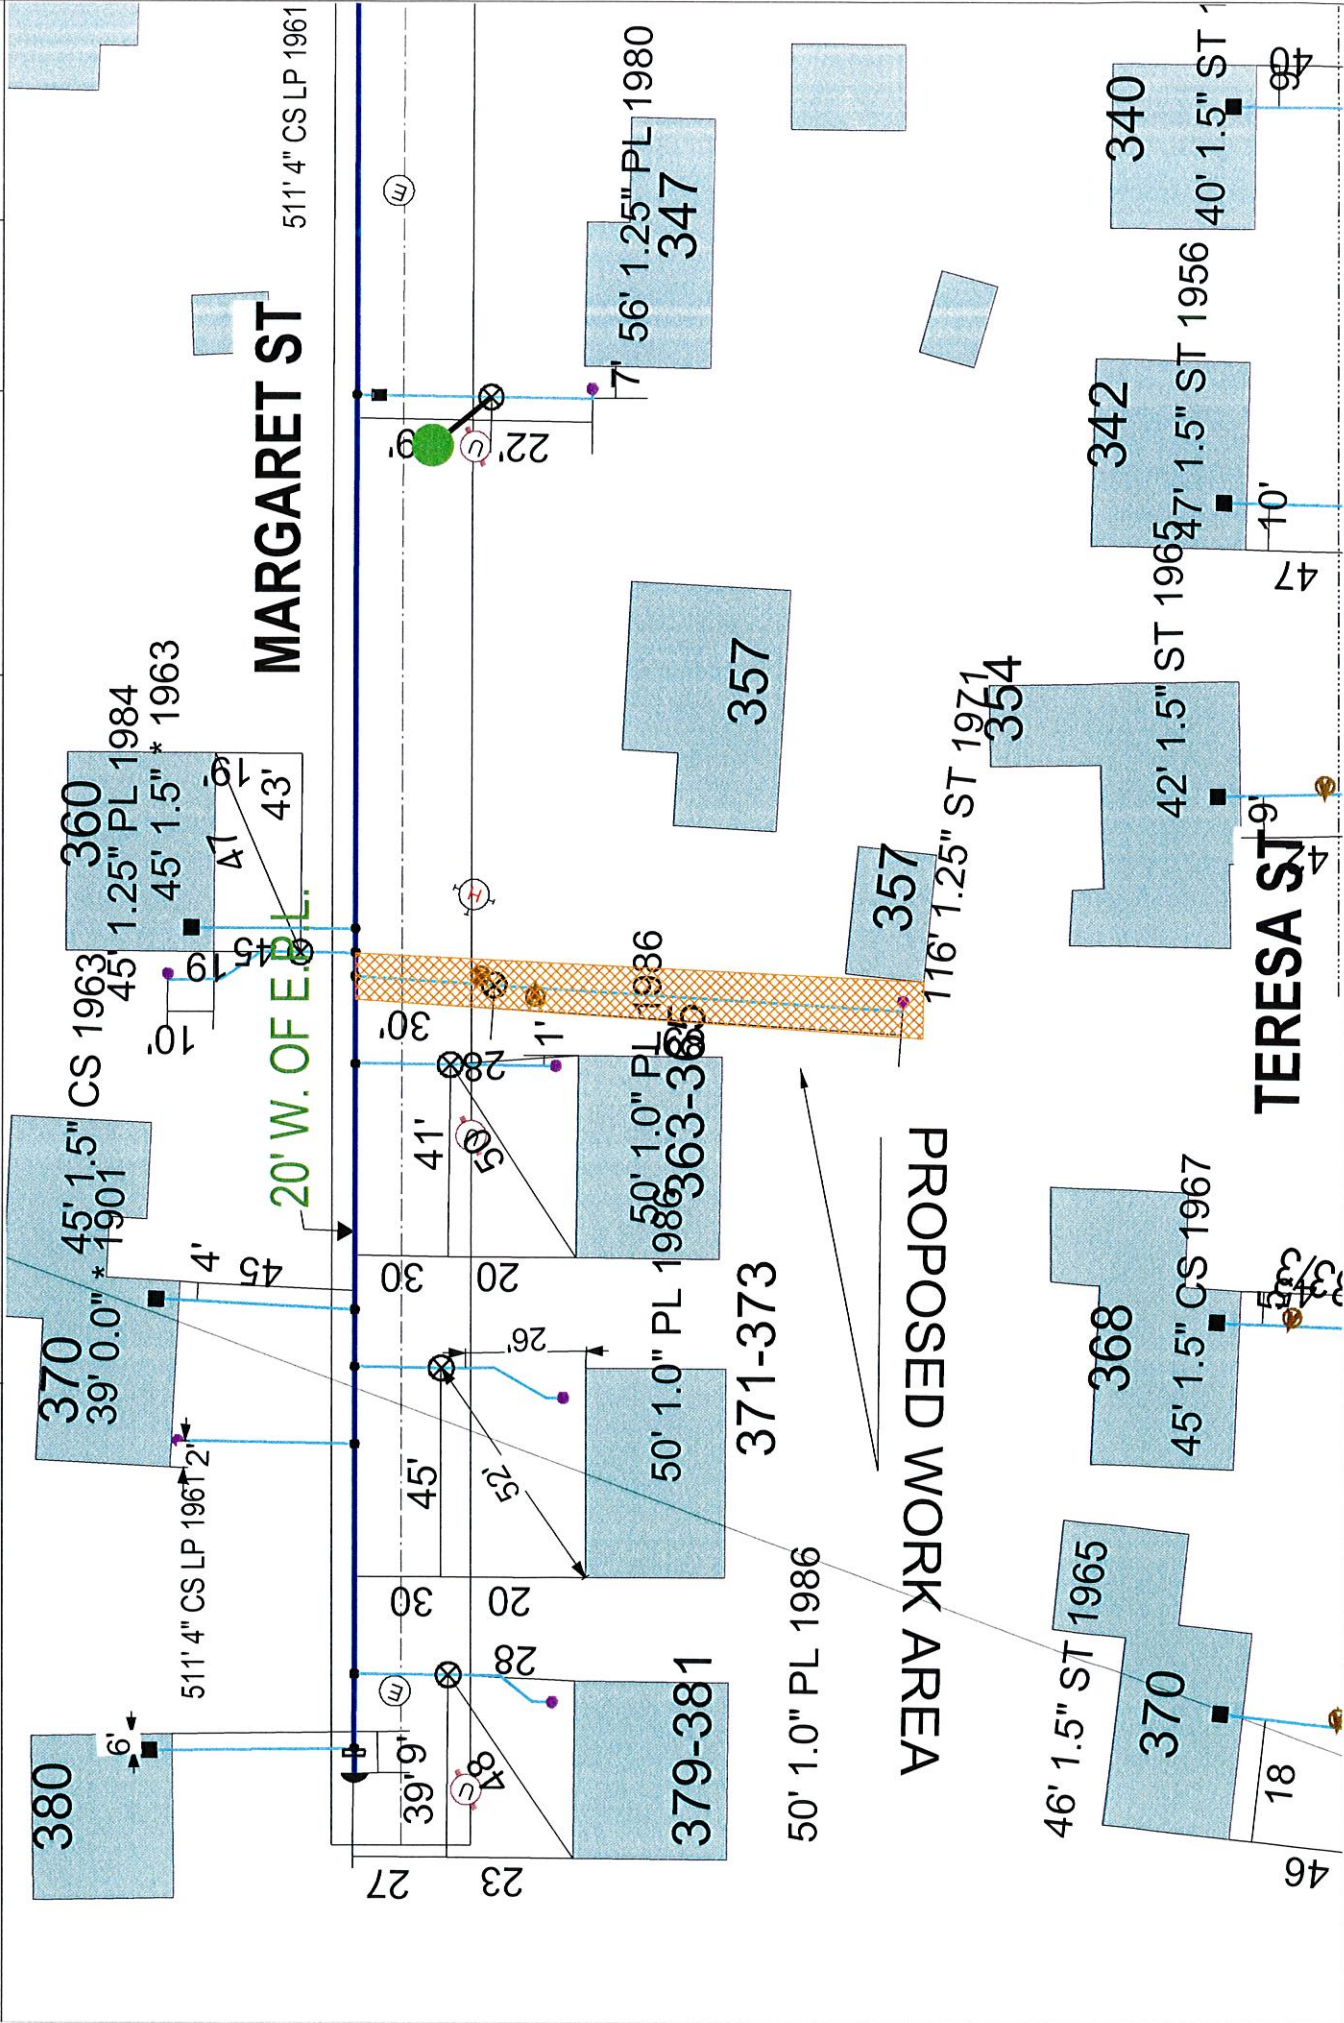 511' 4" CS LP 1961
MARGARET ST
360
45' 1.25" PL 1984
45' 1.5" * 1963
19'
43'
47
45
19
10'
45' 1.5" CS 1963
39' 0.0" * 1901
370
4'
45
20' W. OF E.P.L.
511' 4" CS LP 1961
2'
380
6'
m
22'
U
7'
56' 1.25" PL 1980
347
357
357
116' 1.25" ST 1971
H
30'
28
1'
41'
50
30
20
50' 1.0" PL 1986
363-365
50' 1.0" PL 1986
26'
45'
52'
30
20
371-373
m
28
39'
9'
48
U
27
23
379-381
50' 1.0" PL 1986
PROPOSED WORK AREA
340
40' 1.5" ST
40
342
47' 1.5" ST 1956
10'
47
354
42' 1.5" ST 1965
9'
42
TERESA ST
368
45' 1.5" CS 1967
370
46' 1.5" ST 1965
18
46